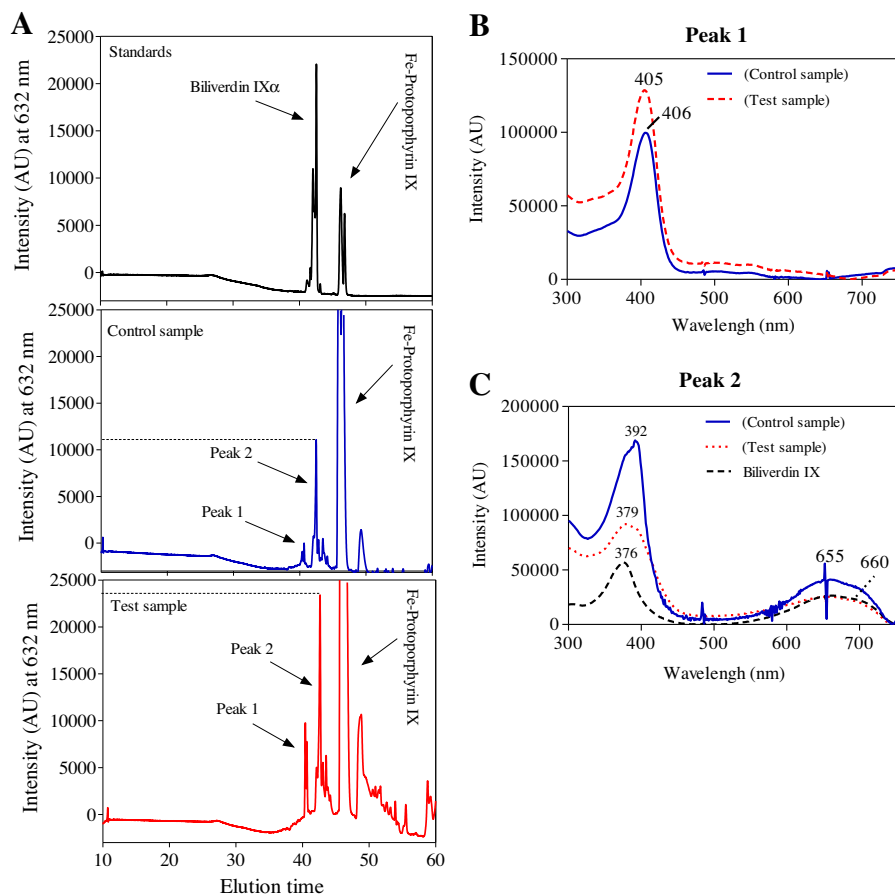 A
Intensity (AU) at 632 nm
25000
20000
15000
10000
5000
0
Standards
Biliverdin IXα
Fe-Protoporphyrin IX
Intensity (AU) at 632 nm
25000
20000
15000
10000
5000
0
Control sample
Peak 2
Peak 1
Fe-Protoporphyrin IX
Intensity (AU) at 632 nm
25000
20000
15000
10000
5000
0
Test sample
Peak 2
Peak 1
Fe-Protoporphyrin IX
10 20 30 40 50 60
Elution time
B
Peak 1
Intensity (AU)
150000
100000
50000
0
405
406
(Control sample)
(Test sample)
300 400 500 600 700
Wavelengh (nm)
C
Peak 2
Intensity (AU)
200000
150000
100000
50000
0
392
379
376
655
660
(Control sample)
(Test sample)
Biliverdin IX
300 400 500 600 700
Wavelength (nm)